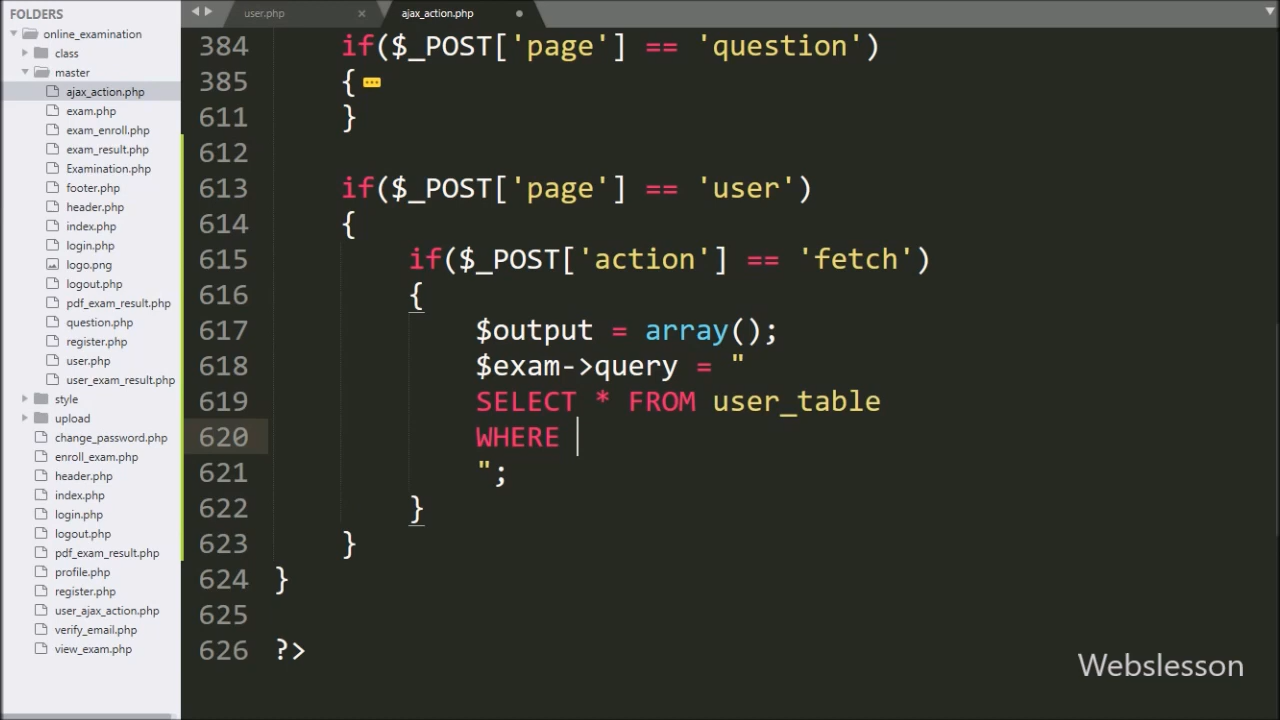 FOLDERS
online_examination
class
master
ajax_action.php
exam.php
exam_enroll.php
exam_result.php
Examination.php
footer.php
header.php
index.php
login.php
logo.png
logout.php
pdf_exam_result.php
question.php
register.php
user.php
user_exam_result.php
style
upload
change_password.php
enroll_exam.php
header.php
index.php
login.php
logout.php
pdf_exam_result.php
profile.php
register.php
user_ajax_action.php
verify_email.php
view_exam.php
user.php
ajax_action.php
384 if($_POST['page'] == 'question')
385 {
611 }
612
613 if($_POST['page'] == 'user')
614 {
615 if($_POST['action'] == 'fetch')
616 {
617 $output = array();
618 $exam->query = "
619 SELECT * FROM user_table
620 WHERE
621 ";
622 }
623 }
624 }
625
626 ?>
Webslesson